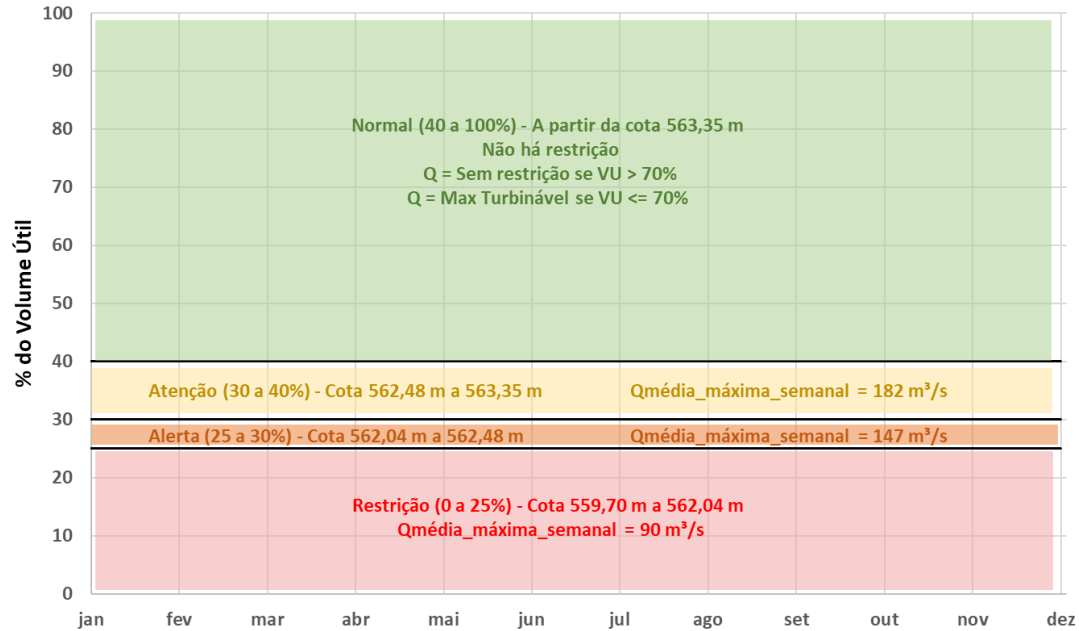 100
90
80
70
60
50
40
30
20
10
0
% do Volume Útil
Normal (40 a 100%) - A partir da cota 563,35 m
Não há restrição
Q = Sem restrição se VU > 70%
Q = Max Turbinável se VU <= 70%
Atenção (30 a 40%) - Cota 562,48 m a 563,35 m Qmédia_máxima_semanal = 182 m³/s
Alerta (25 a 30%) - Cota 562,04 m a 562,48 m Qmédia_máxima_semanal = 147 m³/s
Restrição (0 a 25%) - Cota 559,70 m a 562,04 m
Qmédia_máxima_semanal = 90 m³/s
jan fev mar abr mai jun jul ago set out nov dez